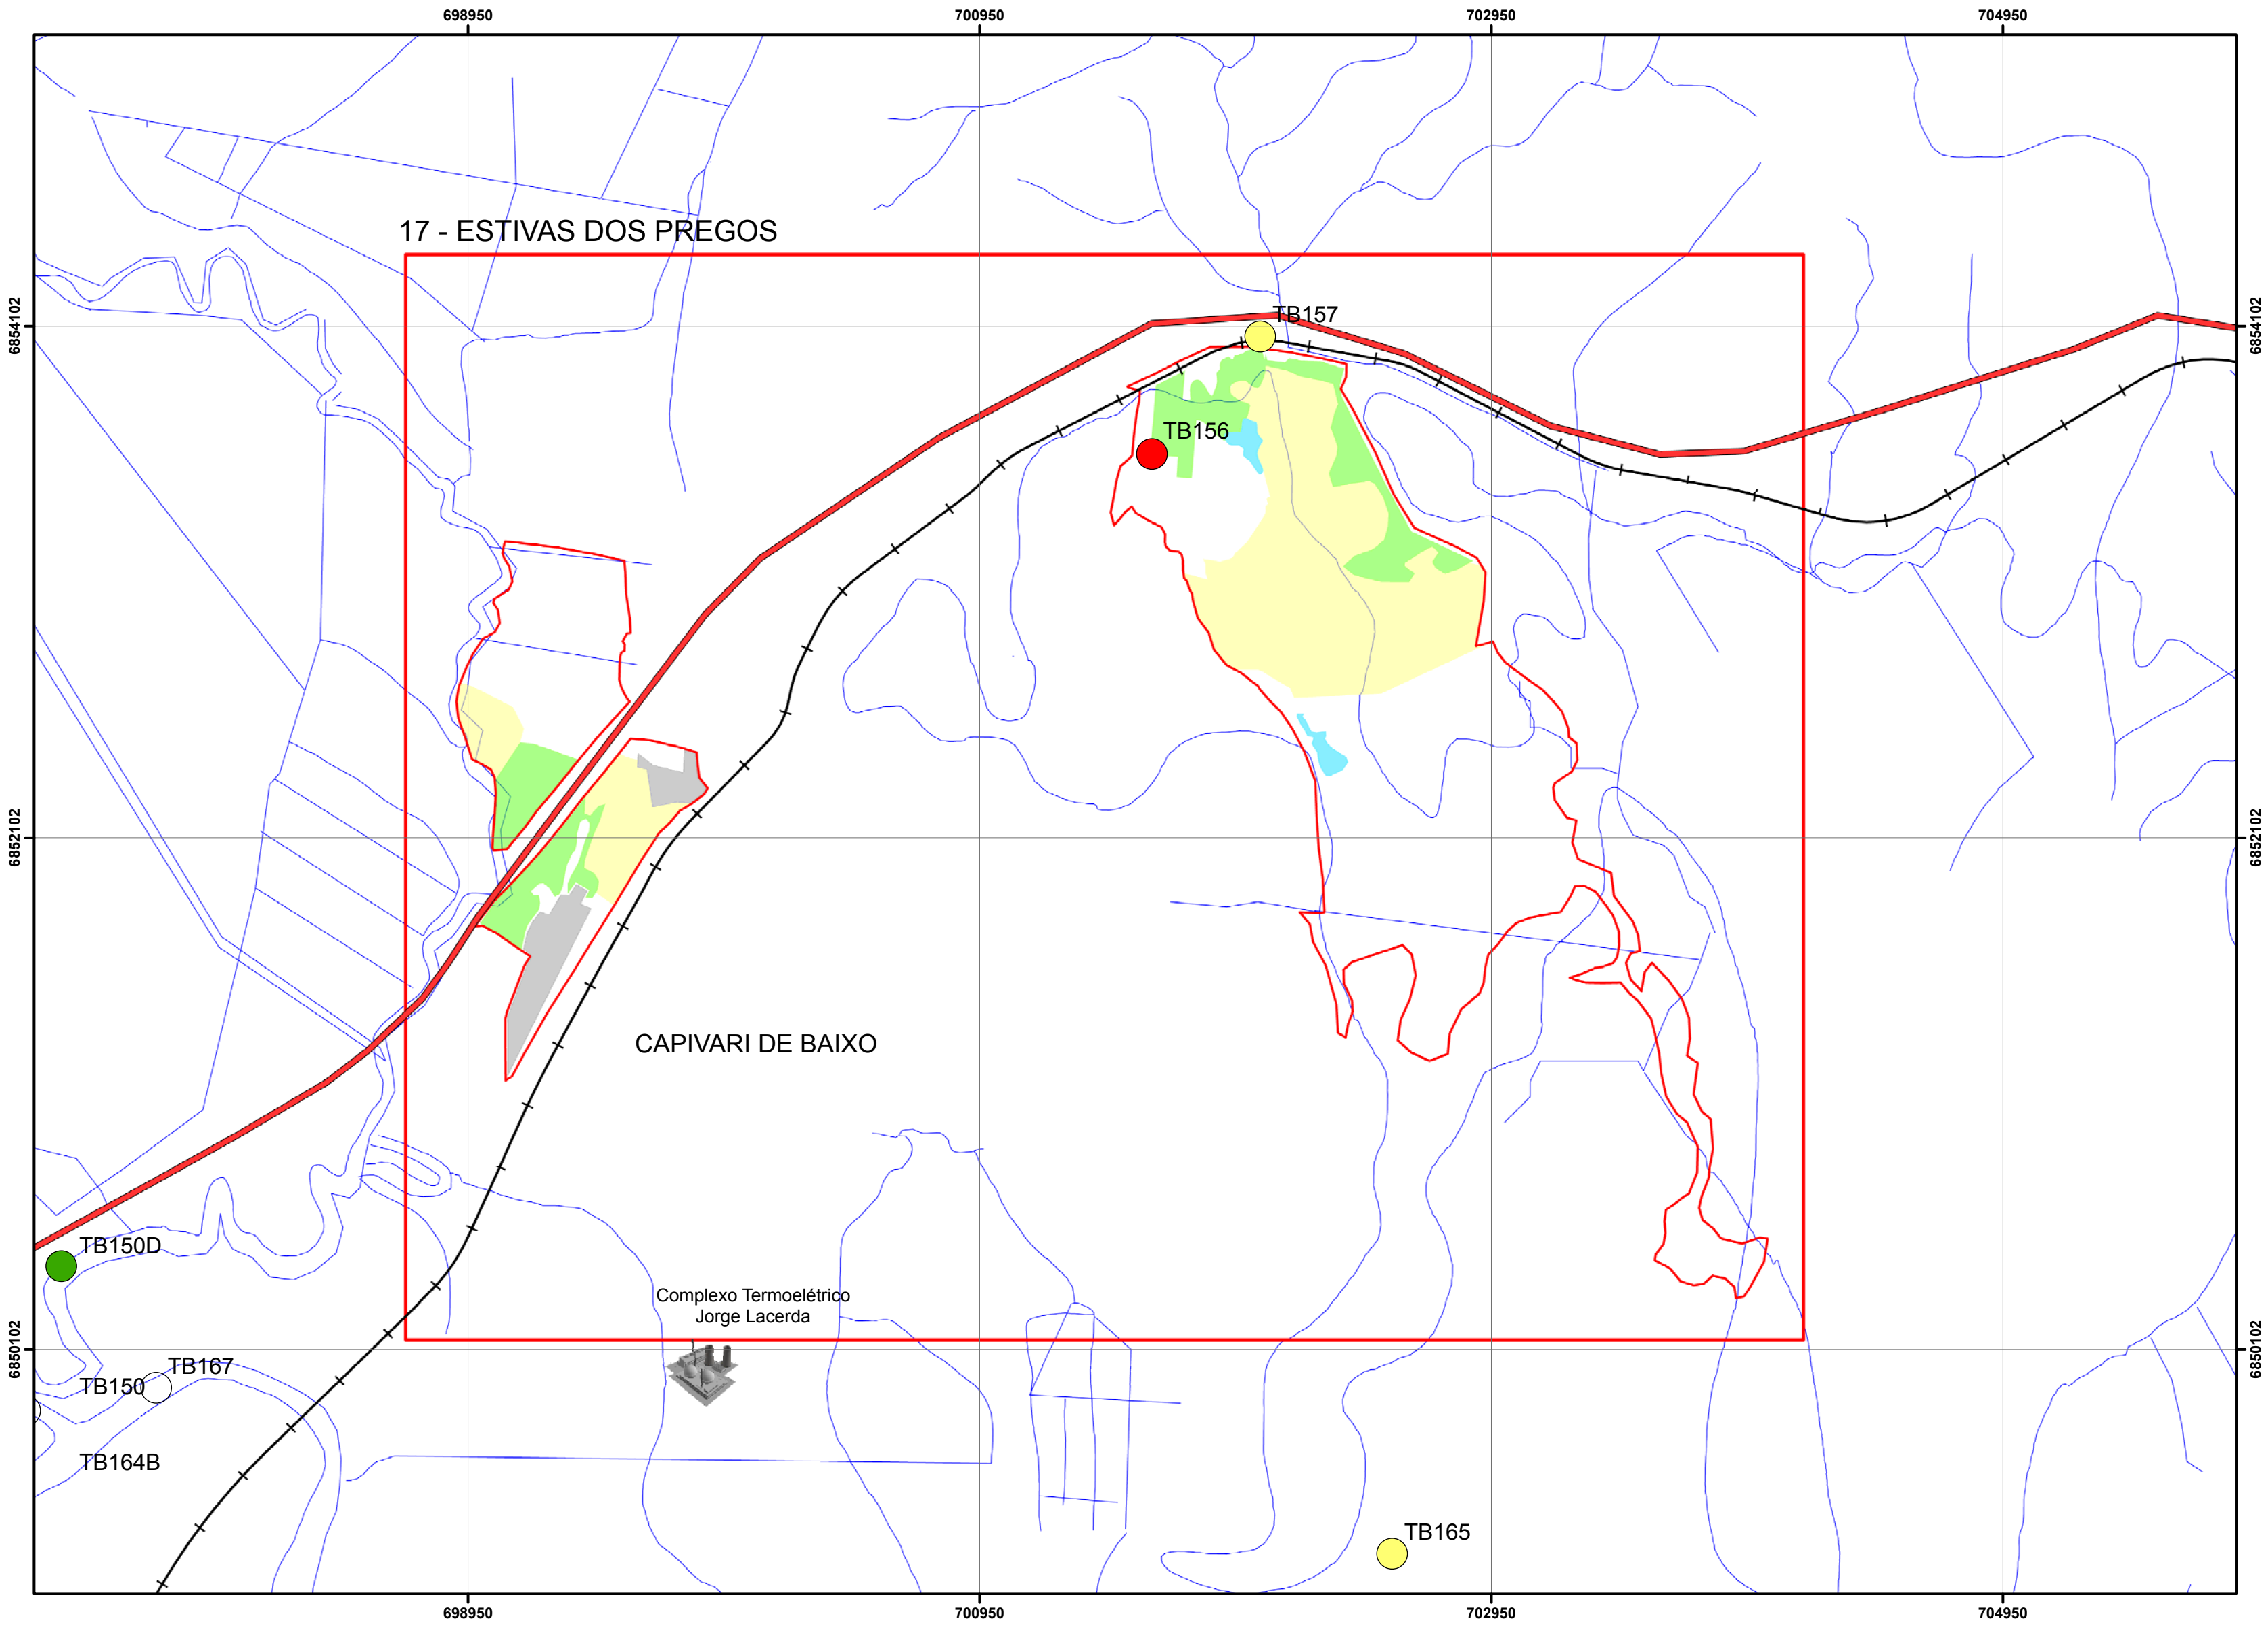 698950
700950
702950
704950
17 - ESTIVAS DOS PREGOS
6854102
6854102
TB157
TB156
6852102
6852102
CAPIVARI DE BAIXO
TB150D
Complexo Termoelétrico
Jorge Lacerda
6850102
6850102
TB167
TB150
TB164B
TB165
698950
700950
702950
704950